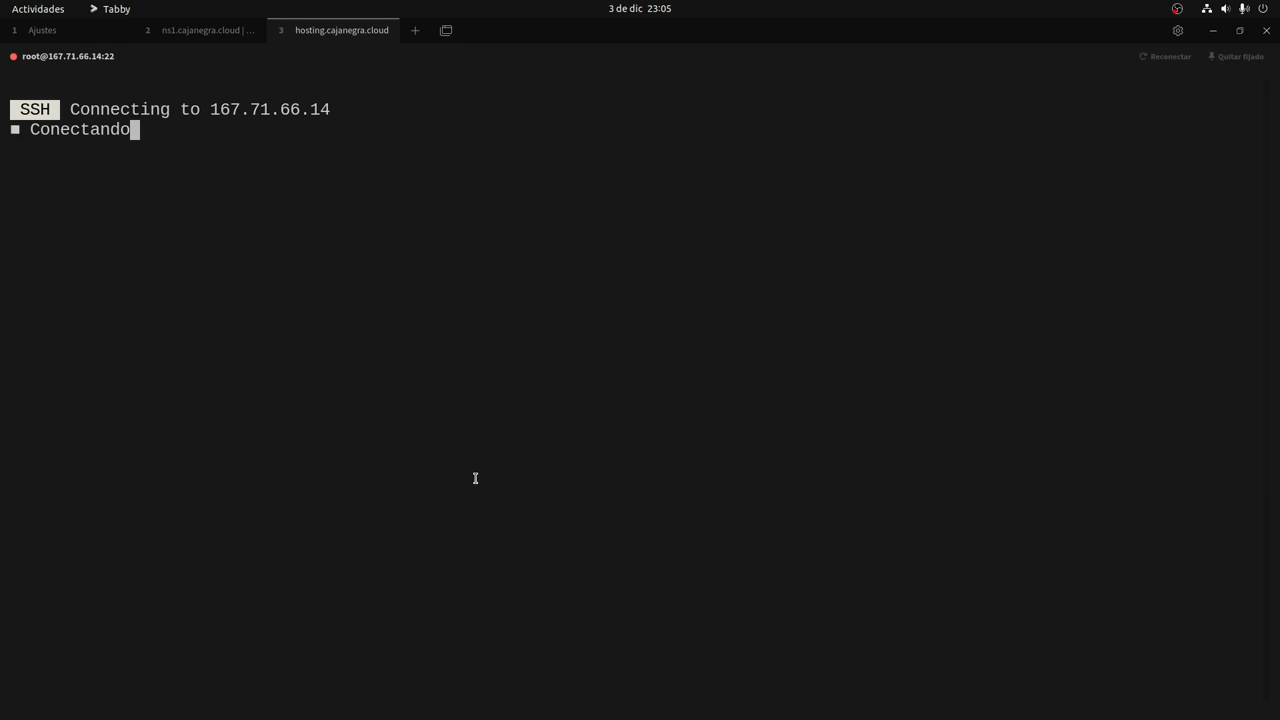 Actividades
Tabby
3 de dic 23:05
1 Ajustes
2 ns1.cajanegra.cloud | ...
3 hosting.cajanegra.cloud
root@167.71.66.14:22
Reconectar
Quitar fijado
SSH Connecting to 167.71.66.14
Conectando